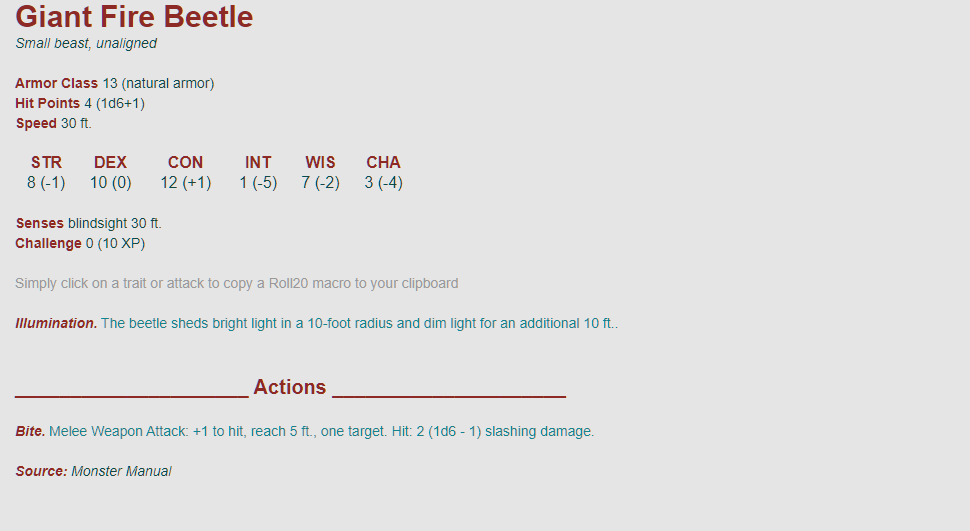 Giant Fire Beetle
Small beast, unaligned
Armor Class 13 (natural armor)
Hit Points 4 (1d6+1)
Speed 30 ft.
STR DEX CON INT WIS CHA
8 (-1) 10 (0) 12 (+1) 1 (-5) 7 (-2) 3 (-4)
Senses blindsight 30 ft.
Challenge 0 (10 XP)
Simply click on a trait or attack to copy a Roll20 macro to your clipboard
Illumination. The beetle sheds bright light in a 10-foot radius and dim light for an additional 10 ft..
_____________________ Actions _____________________
Bite. Melee Weapon Attack: +1 to hit, reach 5 ft., one target. Hit: 2 (1d6 - 1) slashing damage.
Source: Monster Manual